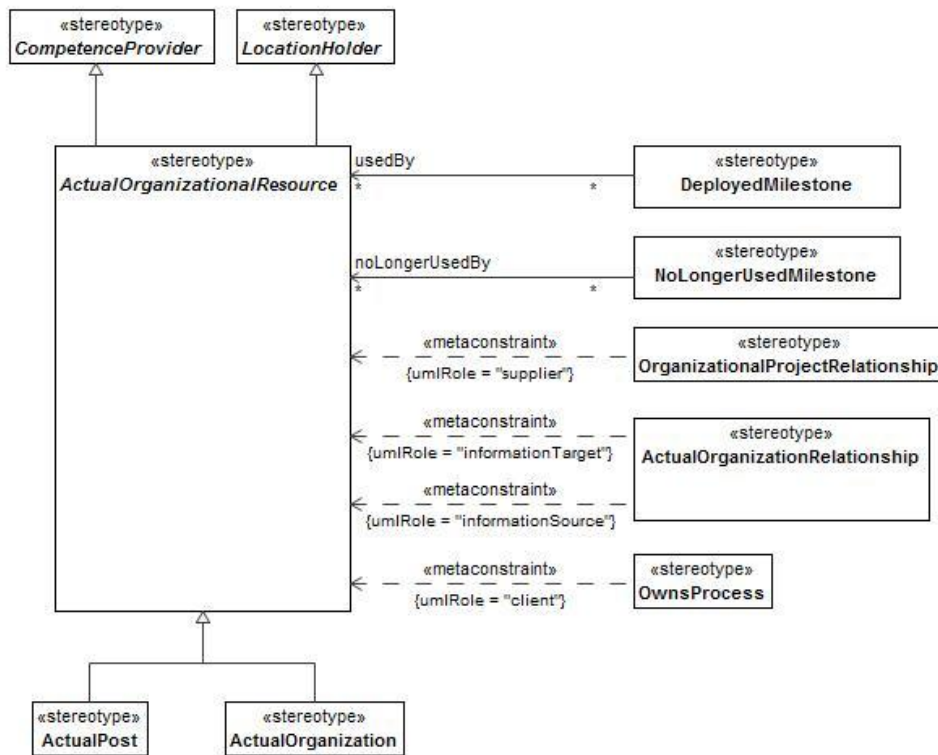 «stereotype»
CompetenceProvider
«stereotype»
LocationHolder
«stereotype»
ActualOrganizationalResource
usedBy
*
*
«stereotype»
DeployedMilestone
noLongerUsedBy
*
*
«stereotype»
NoLongerUsedMilestone
«metaconstraint»
{umlRole = "supplier"}
«stereotype»
OrganizationalProjectRelationship
«metaconstraint»
{umlRole = "informationTarget"}
«stereotype»
ActualOrganizationRelationship
«metaconstraint»
{umlRole = "informationSource"}
«metaconstraint»
{umlRole = "client"}
«stereotype»
OwnsProcess
«stereotype»
ActualPost
«stereotype»
ActualOrganization